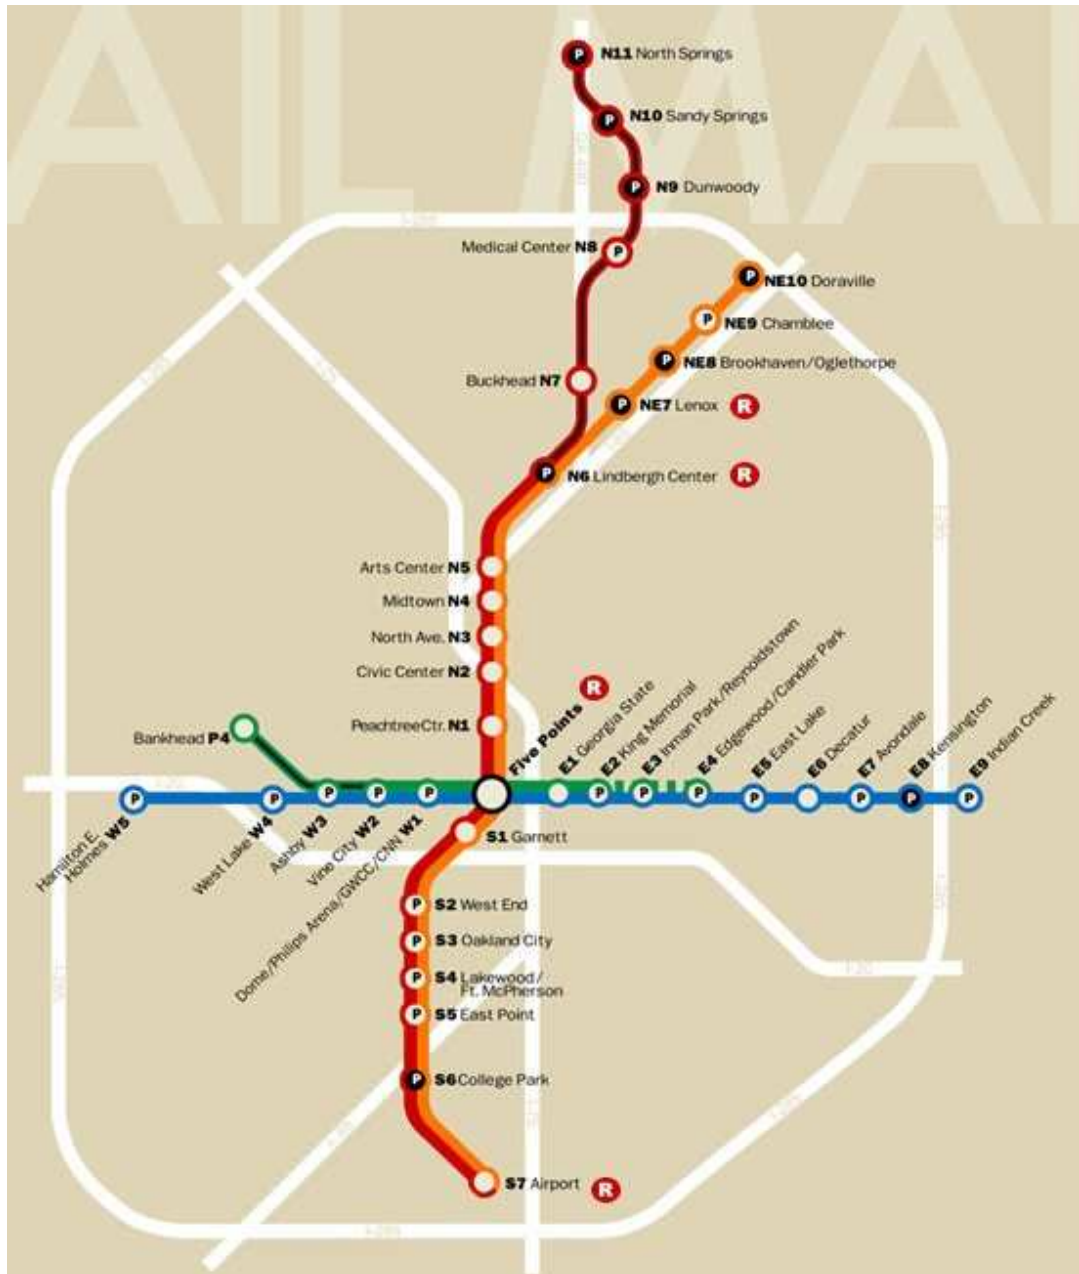 AIL MA
N11 North Springs
N10 Sandy Springs
N9 Dunwoody
Medical Center N8
NE10 Doraville
NE9 Chamblee
NE8 Brookhaven/Oglethorpe
Buckhead N7
NE7 Lenox R
N6 Lindbergh Center R
Arts Center N5
Midtown N4
North Ave. N3
Civic Center N2
PeachtreeCtr. N1
Five Points R
E1 Georgia State
E2 King Memorial
E3 Inman Park/Reynoldstown
E4 Edgewood/Candler Park
E5 East Lake
E6 Decatur
E7 Avondale
E8 Kensington
E9 Indian Creek
Bankhead P4
Hamilton E.
Holmes W5
West Lake W4
Ashby W3
Vine City W2
Dome/Philips Arena/GWCC/CNN W1
S1 Garnett
S2 West End
S3 Oakland City
S4 Lakewood/
Ft. McPherson
S5 East Point
S6 College Park
S7 Airport R